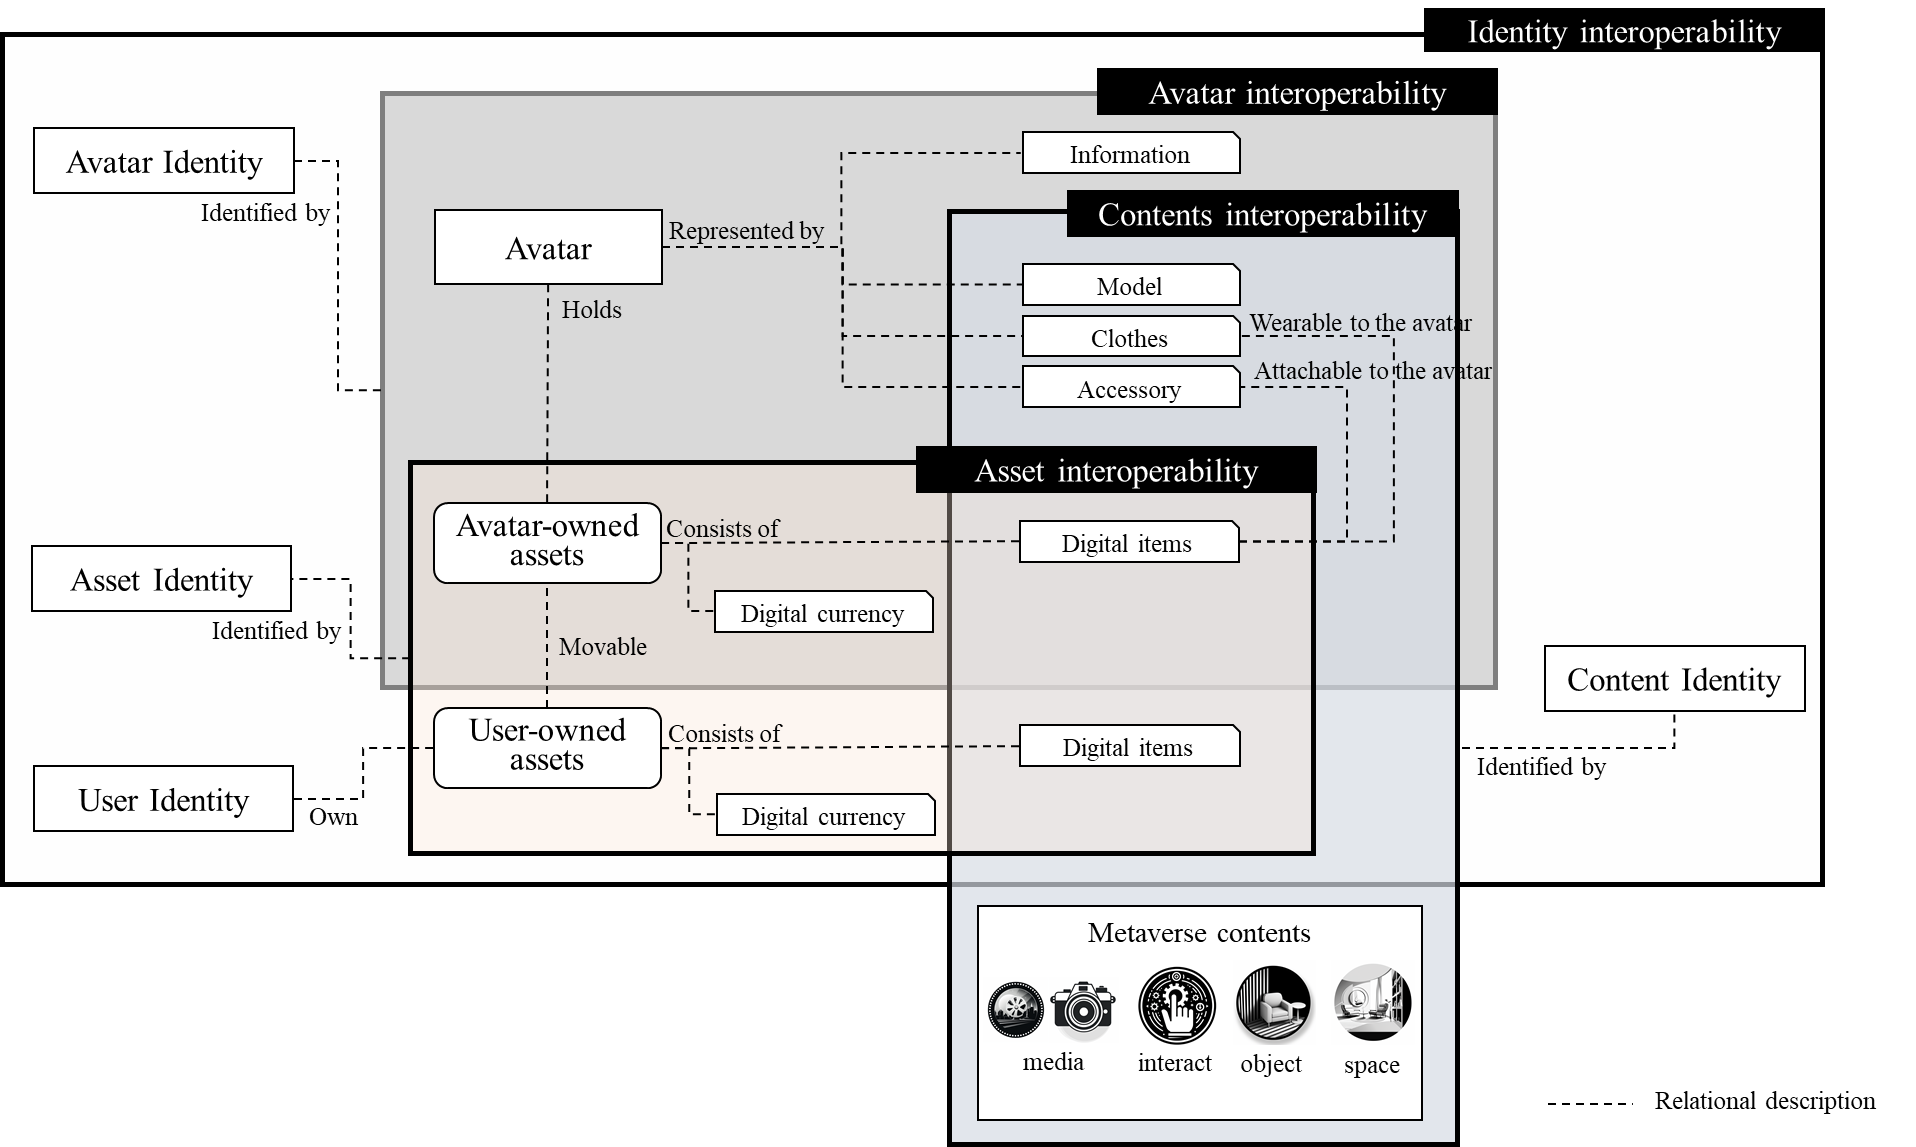 Identity interoperability
Avatar interoperability
Avatar Identity
Identified by
Information
Contents interoperability
Avatar
Represented by
Holds
Model
Clothes
Wearable to the avatar
Accessory
Attachable to the avatar
Asset interoperability
Avatar-owned
assets
Consists of
Digital items
Asset Identity
Identified by
Digital currency
Movable
Content Identity
Identified by
User-owned
assets
Consists of
Digital items
User Identity
Own
Digital currency
Metaverse contents
media
interact
object
space
Relational description